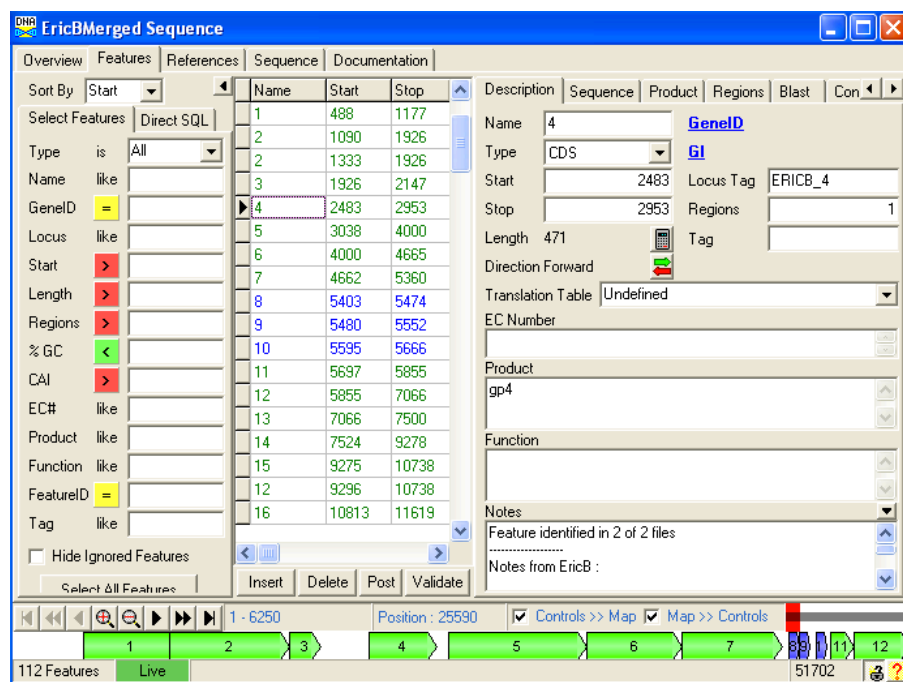 DNA EricBMerged Sequence
Overview Features References Sequence Documentation
Sort By Start
Select Features Direct SQL
Type is All
Name like
GeneID =
Locus like
Start >
Length >
Regions >
% GC <
CAI >
EC# like
Product like
Function like
FeatureID =
Tag like
Hide Ignored Features
Select All Features
Name Start Stop
1 488 1177
2 1090 1926
2 1333 1926
3 1926 2147
4 2483 2953
5 3038 4000
6 4000 4665
7 4662 5360
8 5403 5474
9 5480 5552
10 5595 5666
11 5697 5855
12 5855 7066
13 7066 7500
14 7524 9278
15 9275 10738
12 9296 10738
16 10813 11619
Insert Delete Post Validate
Description Sequence Product Regions Blast Con
Name 4 GeneID
Type CDS GI
Start 2483 Locus Tag ERICB_4
Stop 2953 Regions 1
Length 471 Tag
Direction Forward
Translation Table Undefined
EC Number
Product
gp4
Function
Notes
Feature identified in 2 of 2 files
-------------------
Notes from EricB :
1 - 6250 Position : 25590 Controls >> Map Map >> Controls
1 2 3 4 5 6 7 8 9 1 11 12
112 Features Live 51702 ?